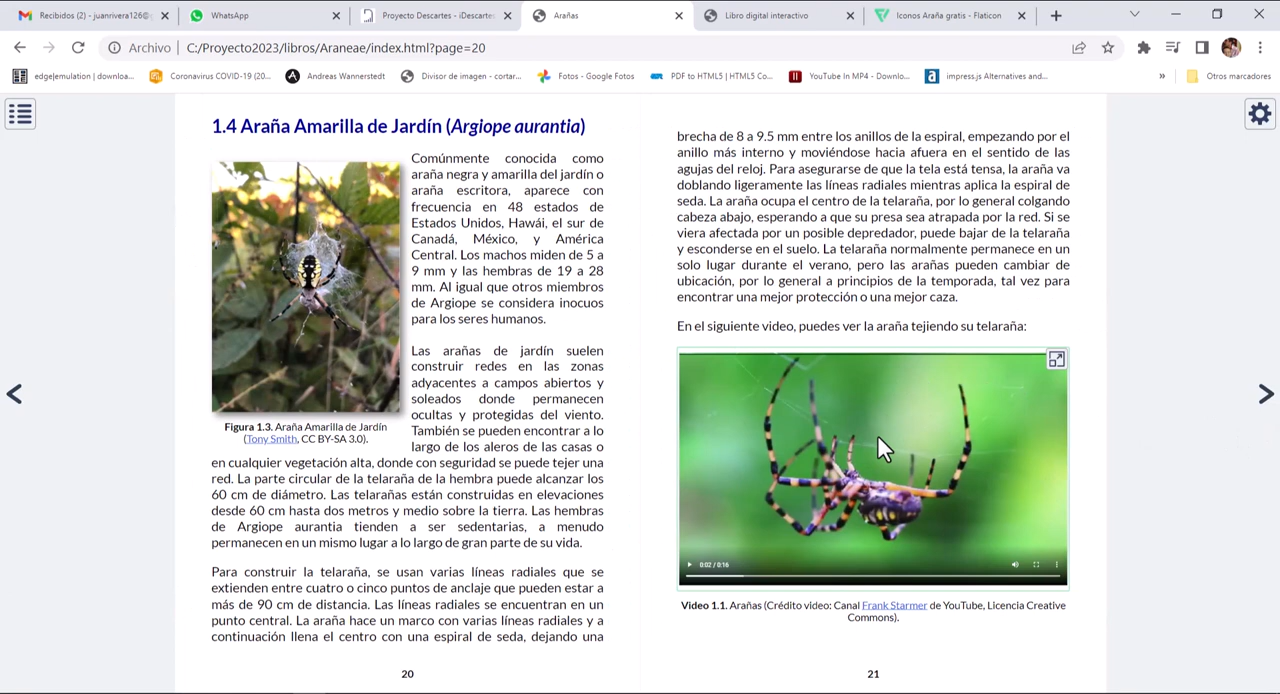 Recibidos (2) - juanrivera126@
WhatsApp
Proyecto Descartes - iDescartes
Arañas
Libro digital interactivo
Iconos Araña gratis - Flaticon
Archivo
C:/Proyecto2023/libros/Araneae/index.html?page=20
edge|emulation | downloa...
Coronavirus COVID-19 (20...
Andreas Wannerstedt
Divisor de imagen - cortar...
Fotos - Google Fotos
PDF to HTML5 | HTML5 Co...
YouTube In MP4 - Downlo...
impress.js Alternatives and...
»
Otros marcadores
1.4 Araña Amarilla de Jardín (Argiope aurantia)
Comúnmente conocida como
araña negra y amarilla del jardín o
araña escritora, aparece con
frecuencia en 48 estados de
Estados Unidos, Hawái, el sur de
Canadá, México, y América
Central. Los machos miden de 5 a
9 mm y las hembras de 19 a 28
mm. Al igual que otros miembros
de Argiope se considera inocuos
para los seres humanos.
Las arañas de jardín suelen
construir redes en las zonas
adyacentes a campos abiertos y
soleados donde permanecen
ocultas y protegidas del viento.
También se pueden encontrar a lo
largo de los aleros de las casas o
Figura 1.3. Araña Amarilla de Jardín
(Tony Smith, CC BY-SA 3.0).
en cualquier vegetación alta, donde con seguridad se puede tejer una
red. La parte circular de la telaraña de la hembra puede alcanzar los
60 cm de diámetro. Las telarañas están construidas en elevaciones
desde 60 cm hasta dos metros y medio sobre la tierra. Las hembras
de Argiope aurantia tienden a ser sedentarias, a menudo
permanecen en un mismo lugar a lo largo de gran parte de su vida.
Para construir la telaraña, se usan varias líneas radiales que se
extienden entre cuatro o cinco puntos de anclaje que pueden estar a
más de 90 cm de distancia. Las líneas radiales se encuentran en un
punto central. La araña hace un marco con varias líneas radiales y a
continuación llena el centro con una espiral de seda, dejando una
20
brecha de 8 a 9.5 mm entre los anillos de la espiral, empezando por el
anillo más interno y moviéndose hacia afuera en el sentido de las
agujas del reloj. Para asegurarse de que la tela está tensa, la araña va
doblando ligeramente las líneas radiales mientras aplica la espiral de
seda. La araña ocupa el centro de la telaraña, por lo general colgando
cabeza abajo, esperando a que su presa sea atrapada por la red. Si se
viera afectada por un posible depredador, puede bajar de la telaraña
y esconderse en el suelo. La telaraña normalmente permanece en un
solo lugar durante el verano, pero las arañas pueden cambiar de
ubicación, por lo general a principios de la temporada, tal vez para
encontrar una mejor protección o una mejor caza.
En el siguiente video, puedes ver la araña tejiendo su telaraña:
0:02 / 0:16
Video 1.1. Arañas (Crédito video: Canal Frank Starmer de YouTube, Licencia Creative
Commons).
21